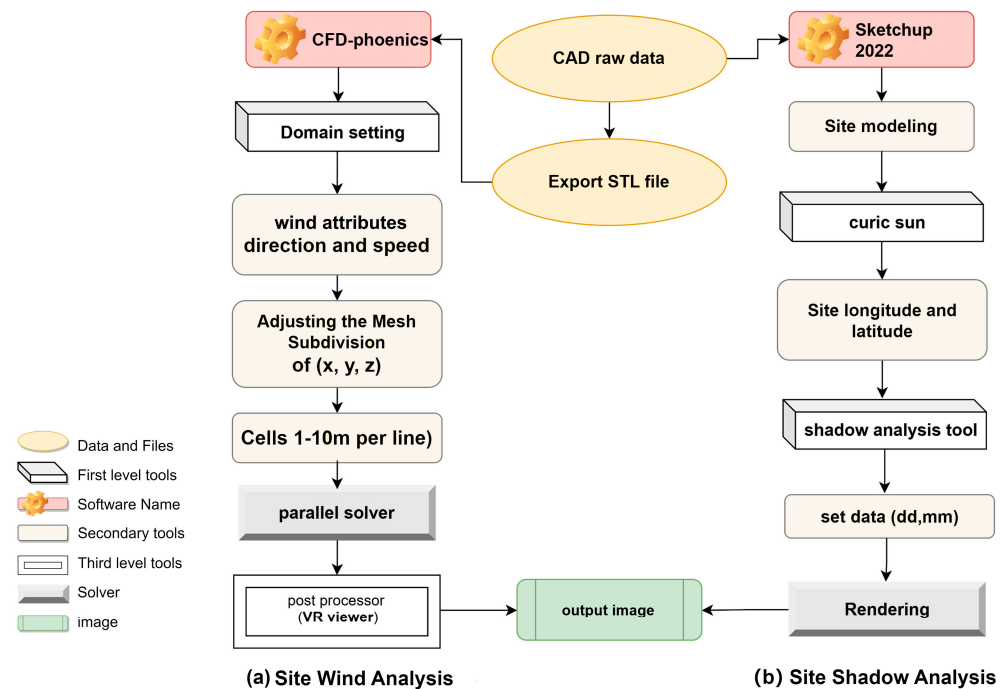 CFD-phoenics
CAD raw data
Sketchup
2022
Domain setting
Export STL file
Site modeling
wind attributes
direction and speed
curic sun
Adjusting the Mesh
Subdivision
of (x, y, z)
Site longitude and
latitude
Cells 1-10m per line)
shadow analysis tool
parallel solver
set data (dd,mm)
post processor
(VR viewer)
output image
Rendering
Data and Files
First level tools
Software Name
Secondary tools
Third level tools
Solver
image
(a) Site Wind Analysis
(b) Site Shadow Analysis